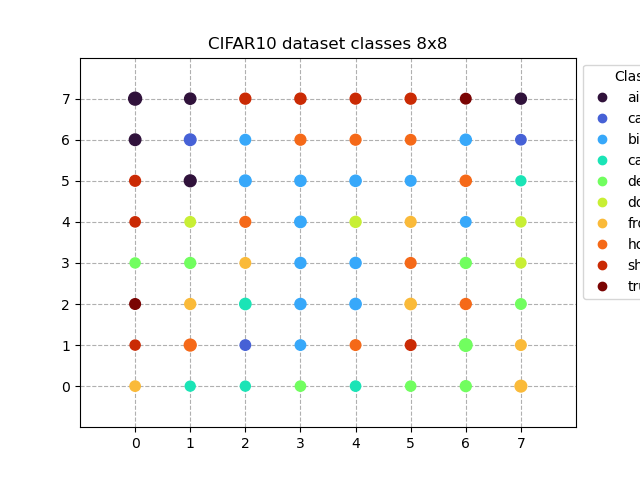 CIFAR10 dataset classes 8x8
Clas
ai
ca
bi
ca
de
do
fro
ho
sh
tru
7
6
5
4
3
2
1
0
0 1 2 3 4 5 6 7